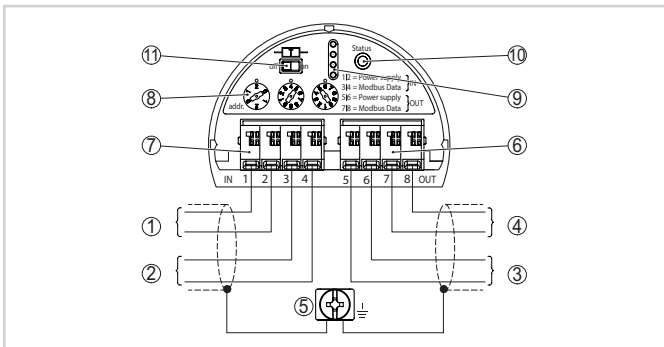 ⑪
off on
Status
⑩
⑧
addr.
1|2 = Power supply
3|4 = Modbus Data
IN
5|6 = Power supply
7|8 = Modbus Data
OUT
⑨
⑦
⑥
IN 1 2 3 4
5 6 7 8 OUT
①
④
②
③
⑤